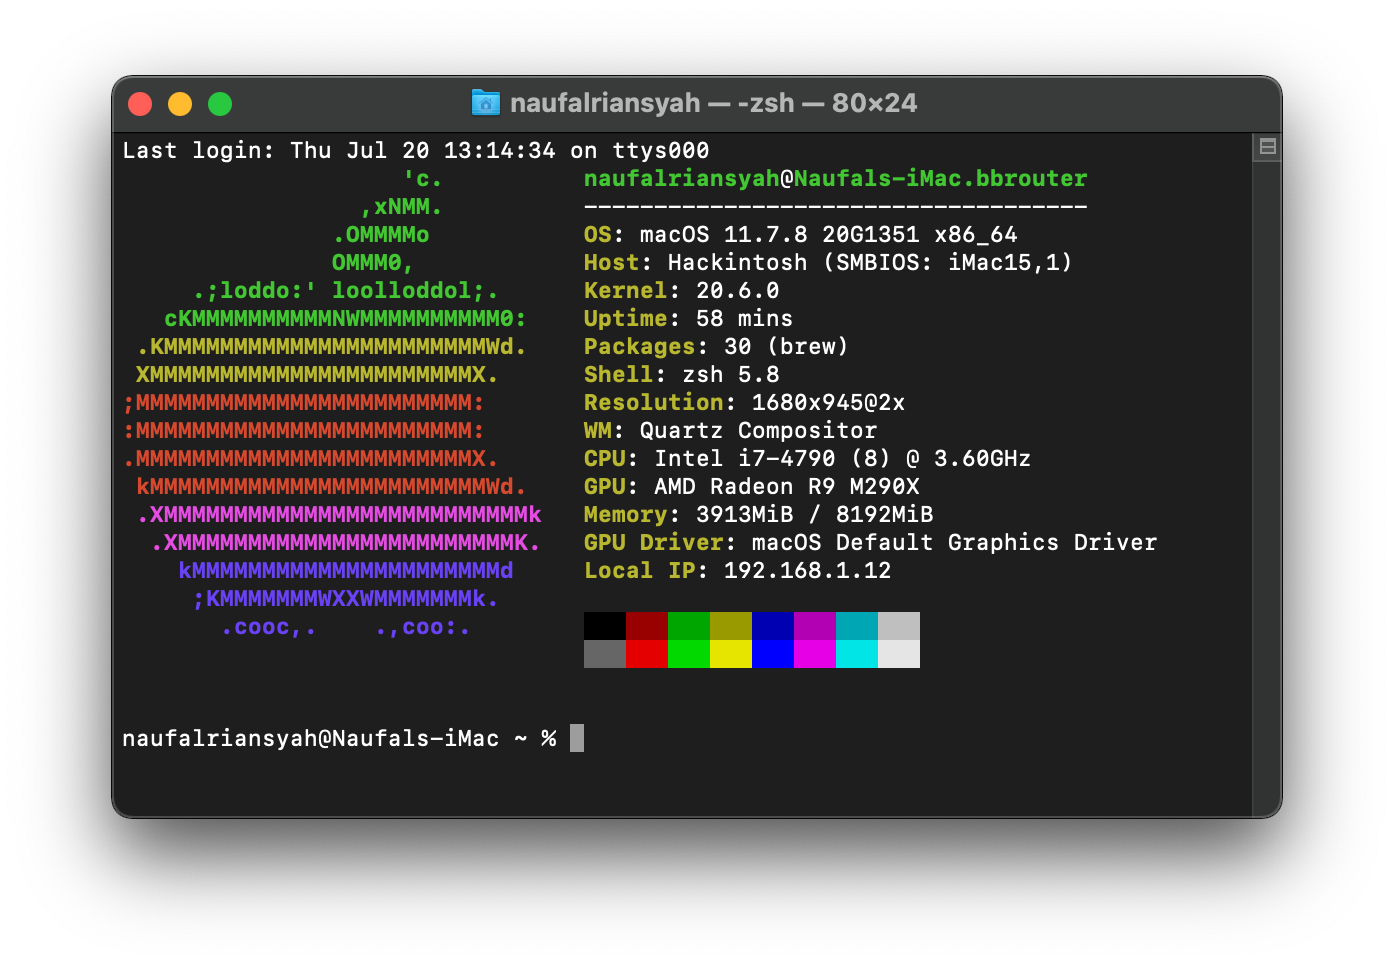 naufalriansyah — -zsh — 80×24
Last login: Thu Jul 20 13:14:34 on ttys000
                    'c.          naufalriansyah@Naufals-iMac.bbrouter
                 ,xNMM.          ------------------------------------
               .OMMMMo           OS: macOS 11.7.8 20G1351 x86_64
               OMMM0,            Host: Hackintosh (SMBIOS: iMac15,1)
     .;loddo:' loolloddol;.      Kernel: 20.6.0
   cKMMMMMMMMMMNWMMMMMMMMMM0:    Uptime: 58 mins
 .KMMMMMMMMMMMMMMMMMMMMMMMWd.    Packages: 30 (brew)
 XMMMMMMMMMMMMMMMMMMMMMMMX.      Shell: zsh 5.8
;MMMMMMMMMMMMMMMMMMMMMMMM:       Resolution: 1680x945@2x
:MMMMMMMMMMMMMMMMMMMMMMMM:       WM: Quartz Compositor
.MMMMMMMMMMMMMMMMMMMMMMMMX.      CPU: Intel i7-4790 (8) @ 3.60GHz
 kMMMMMMMMMMMMMMMMMMMMMMMMWd.    GPU: AMD Radeon R9 M290X
 .XMMMMMMMMMMMMMMMMMMMMMMMMMMk   Memory: 3913MiB / 8192MiB
  .XMMMMMMMMMMMMMMMMMMMMMMMMK.   GPU Driver: macOS Default Graphics Driver
    kMMMMMMMMMMMMMMMMMMMMMMd     Local IP: 192.168.1.12
     ;KMMMMMMMWXXWMMMMMMMk.
       .cooc,.    .,coo:.
naufalriansyah@Naufals-iMac ~ %